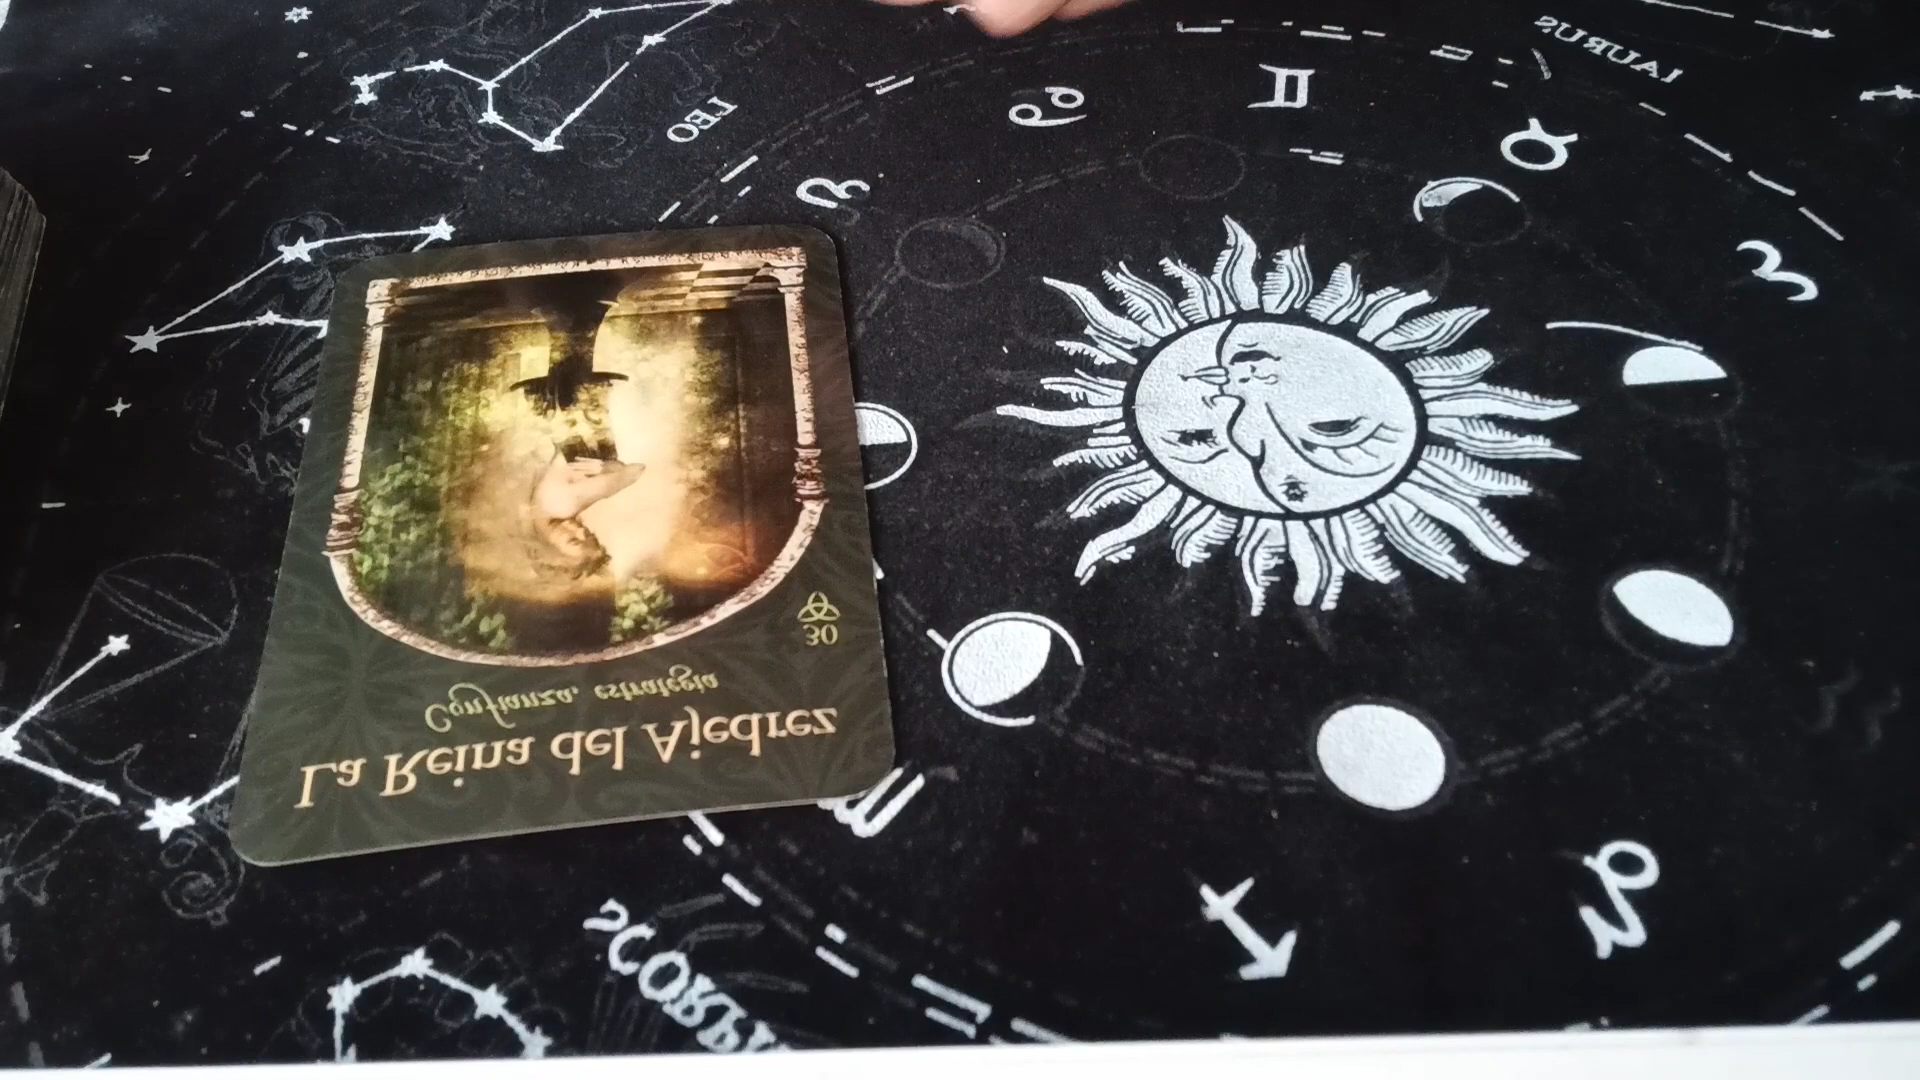 TAURUS
LEO
30
Confianza, estrategia
La Reina del Ajedrez
SCORPI